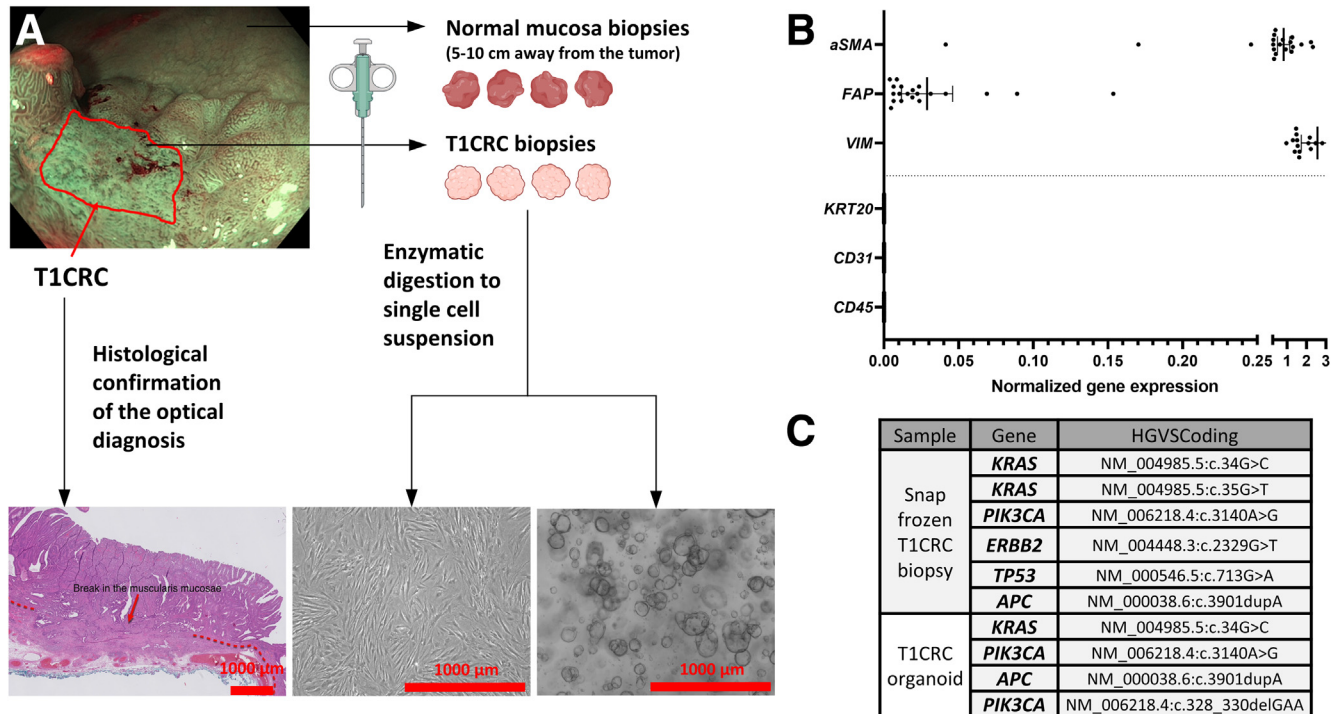 A
Normal mucosa biopsies
(5-10 cm away from the tumor)
T1CRC biopsies
T1CRC
Enzymatic
digestion to
single cell
suspension
Histological
confirmation
of the optical
diagnosis
Break in the muscularis mucosae
1000 µm
1000 µm
1000 µm
B
aSMA
FAP
VIM
KRT20
CD31
CD45
0.00 0.05 0.10 0.15 0.20 0.25 1 2 3
Normalized gene expression
C
Sample Gene HGVSCoding
Snap
frozen
T1CRC
biopsy
KRAS NM_004985.5:c.34G>C
KRAS NM_004985.5:c.35G>T
PIK3CA NM_006218.4:c.3140A>G
ERBB2 NM_004448.3:c.2329G>T
TP53 NM_000546.5:c.713G>A
APC NM_000038.6:c.3901dupA
T1CRC
organoid
KRAS NM_004985.5:c.34G>C
PIK3CA NM_006218.4:c.3140A>G
APC NM_000038.6:c.3901dupA
PIK3CA NM_006218.4:c.328_330delGAA